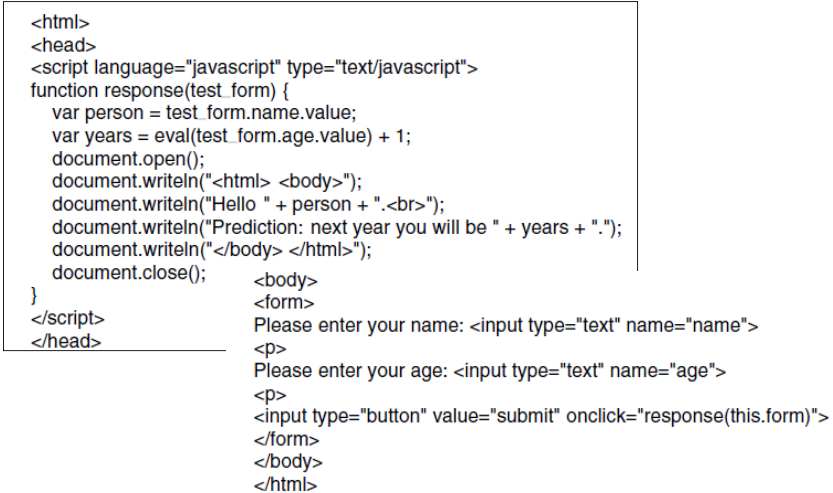 <html>
<head>
<script language="javascript" type="text/javascript">
function response(test_form) {
var person = test_form.name.value;
var years = eval(test_form.age.value) + 1;
document.open();
document.writeln("<html> <body>");
document.writeln("Hello " + person + ".<br>");
document.writeln("Prediction: next year you will be " + years + ".");
document.writeln("</body> </html>");
document.close();
}
</script>
</head>
<body>
<form>
Please enter your name: <input type="text" name="name">
<p>
Please enter your age: <input type="text" name="age">
<p>
<input type="button" value="submit" onclick="response(this.form)">
</form>
</body>
</html>